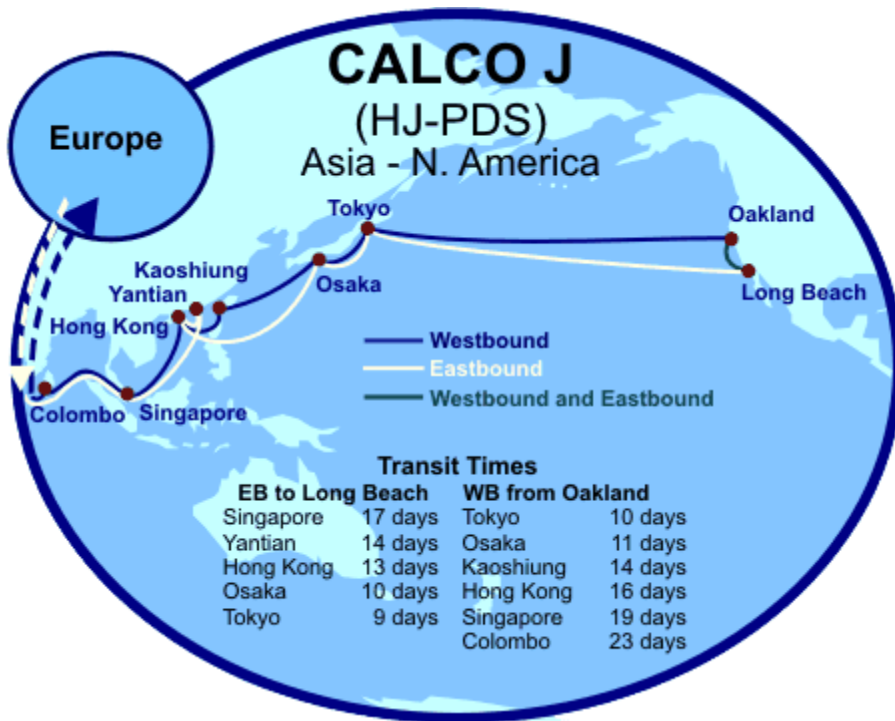 CALCO J
(HJ-PDS)
Asia - N. America
Europe
Tokyo
Oakland
Kaoshiung
Yantian
Osaka
Long Beach
Hong Kong
Westbound
Eastbound
Westbound and Eastbound
Colombo
Singapore
Transit Times
EB to Long Beach WB from Oakland
Singapore 17 days Tokyo 10 days
Yantian 14 days Osaka 11 days
Hong Kong 13 days Kaoshiung 14 days
Osaka 10 days Hong Kong 16 days
Tokyo 9 days Singapore 19 days
Colombo 23 days